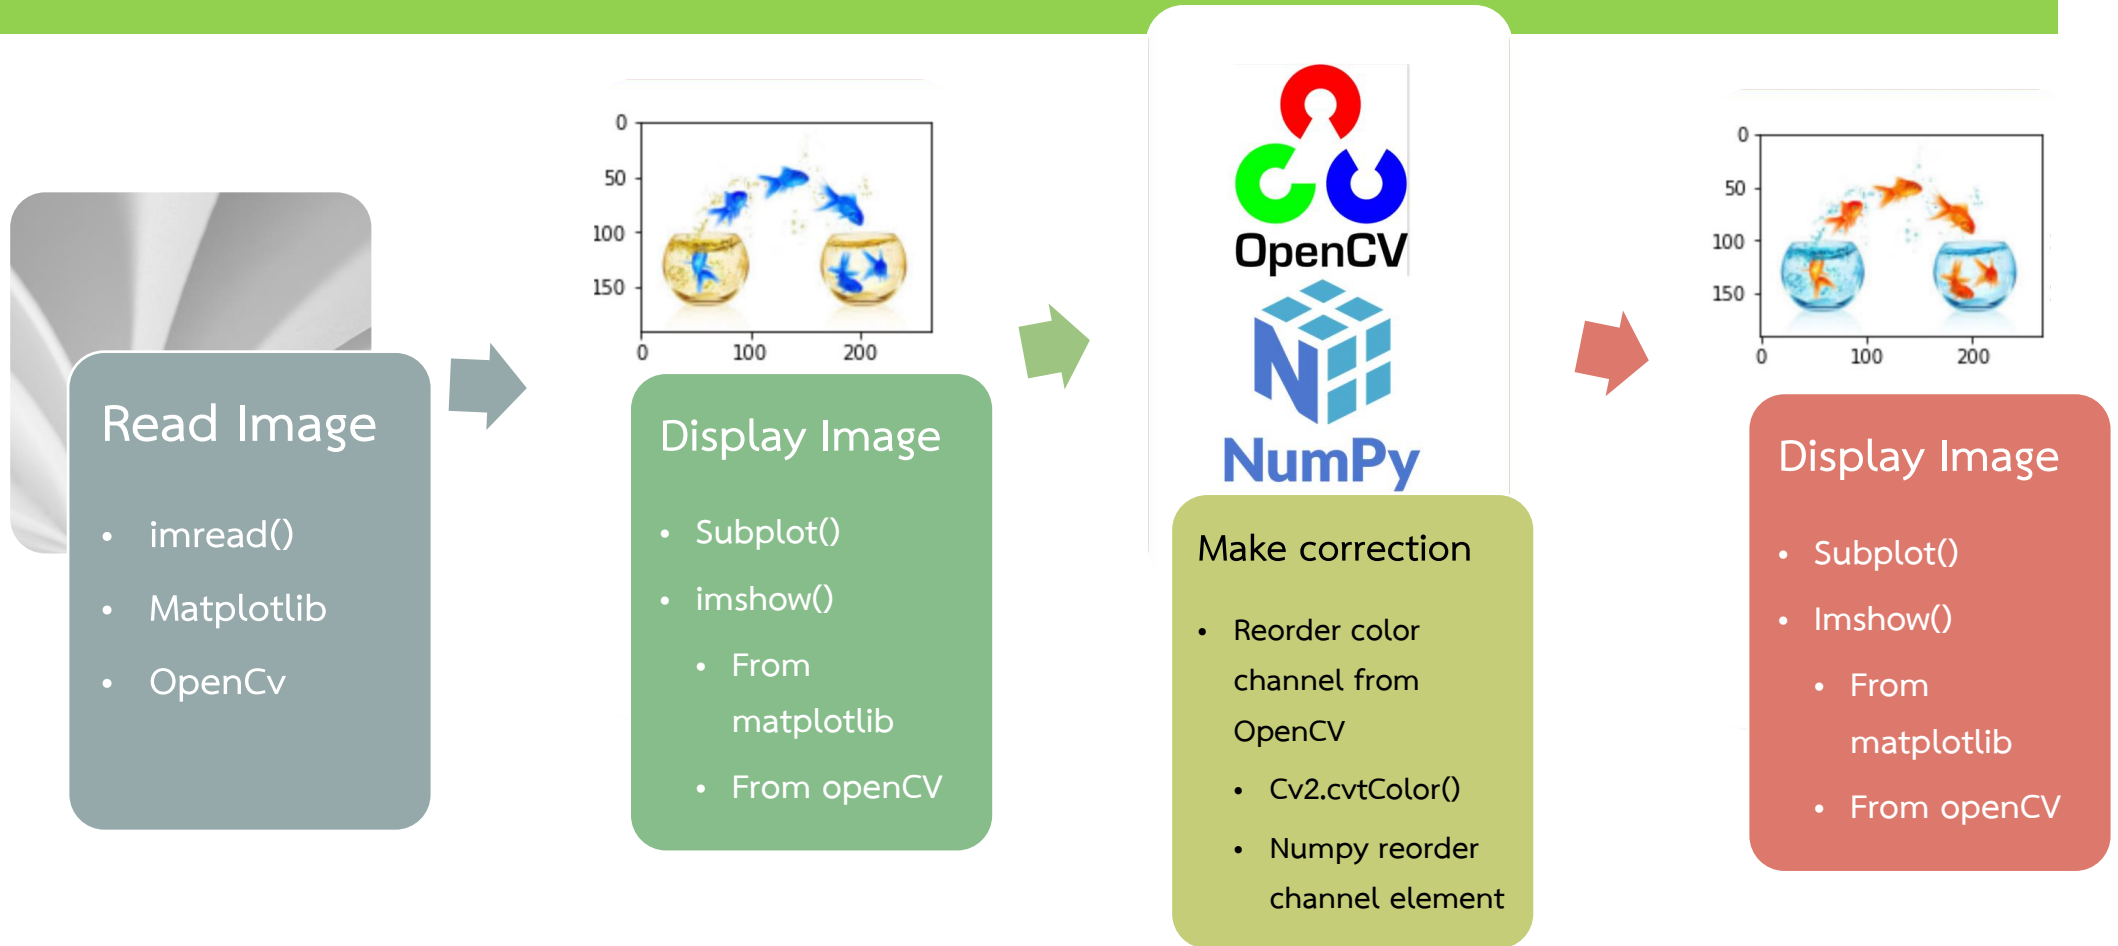 Read Image
• imread()
• Matplotlib
• OpenCv
0
50
100
150
0 100 200
Display Image
• Subplot()
• imshow()
• From
matplotlib
• From openCV
OpenCV
NumPy
Make correction
• Reorder color
channel from
OpenCV
• Cv2.cvtColor()
• Numpy reorder
channel element
0
50
100
150
0 100 200
Display Image
• Subplot()
• Imshow()
• From
matplotlib
• From openCV